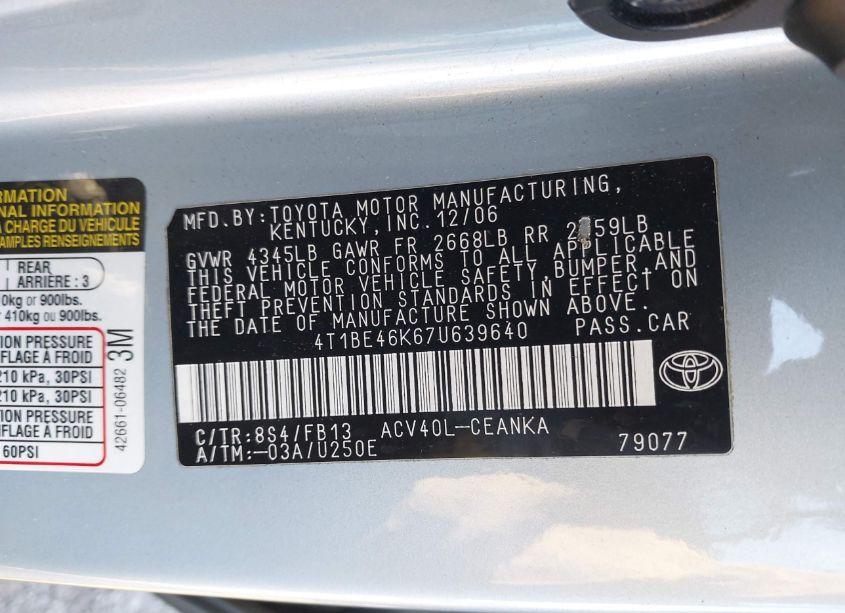 RMATION
NAL INFORMATION
A CHARGE DU VÉHICULE
AMPLES RENSEIGNEMENTS
REAR
ARRIÈRE : 3
0kg or 900lbs.
410kg ou 900lbs.
ION PRESSURE
FLAGE À FROID
210 kPa, 30PSI
210 kPa, 30PSI
ION PRESSURE
FLAGE À FROID
60PSI
42661-06482 3M
MFD.BY:TOYOTA MOTOR MANUFACTURING,
KENTUCKY,INC.12/06
GVWR 4345LB GAWR FR 2668LB RR
THIS VEHICLE CONFORMS TO ALL APPLICABLE
FEDERAL MOTOR VEHICLE SAFETY,BUMPER,AND
THEFT PREVENTION STANDARDS IN EFFECT ON
THE DATE OF MANUFACTURE SHOWN ABOVE.
4T1BE46K67U639640 PASS.CAR
C/TR:8S4/FB13 ACV40L-CEANKA
A/TM:-03A/U250E 79077